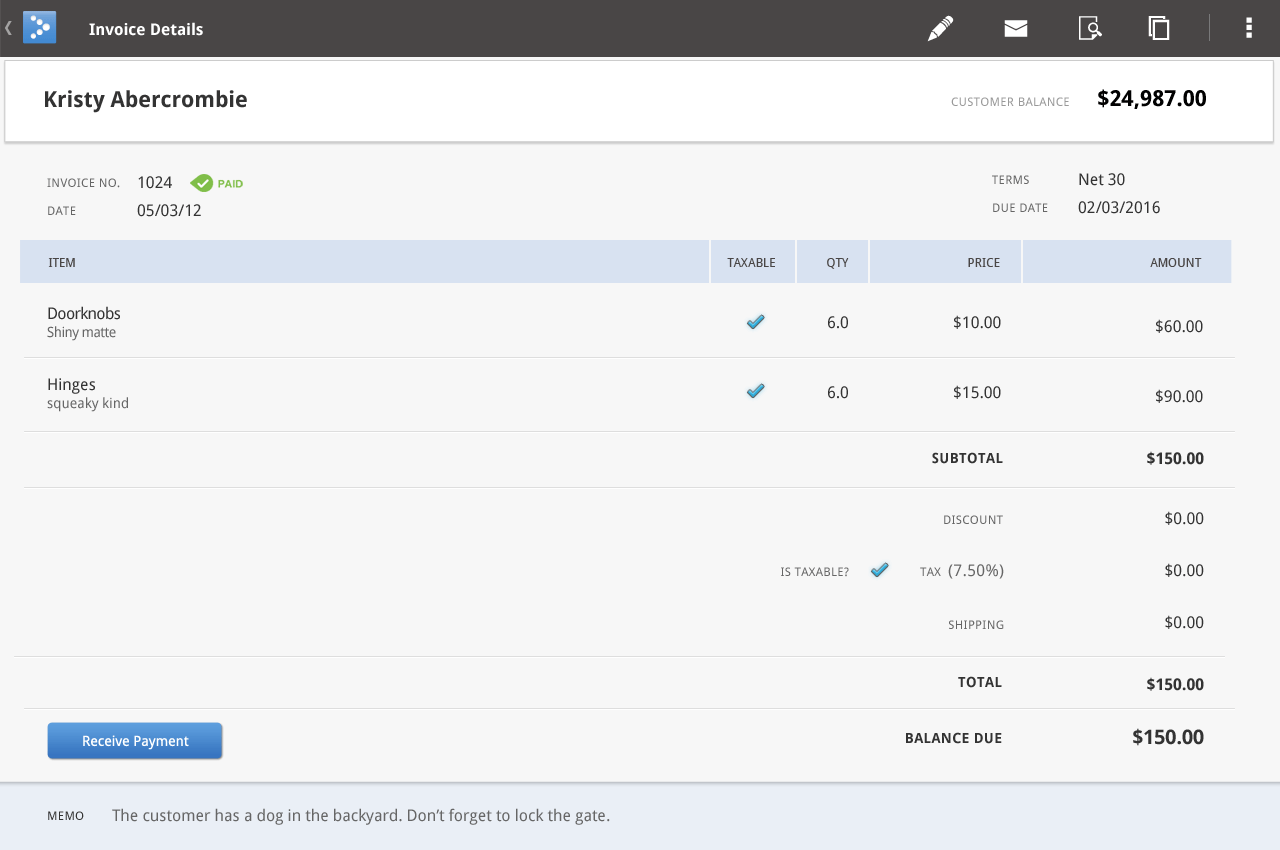 Invoice Details
Kristy Abercrombie
CUSTOMER BALANCE $24,987.00
INVOICE NO. 1024 PAID
TERMS Net 30
DATE 05/03/12
DUE DATE 02/03/2016
ITEM TAXABLE QTY PRICE AMOUNT
Doorknobs
Shiny matte
6.0 $10.00 $60.00
Hinges
squeaky kind
6.0 $15.00 $90.00
SUBTOTAL $150.00
DISCOUNT $0.00
IS TAXABLE? TAX (7.50%) $0.00
SHIPPING $0.00
TOTAL $150.00
Receive Payment
BALANCE DUE $150.00
MEMO The customer has a dog in the backyard. Don’t forget to lock the gate.